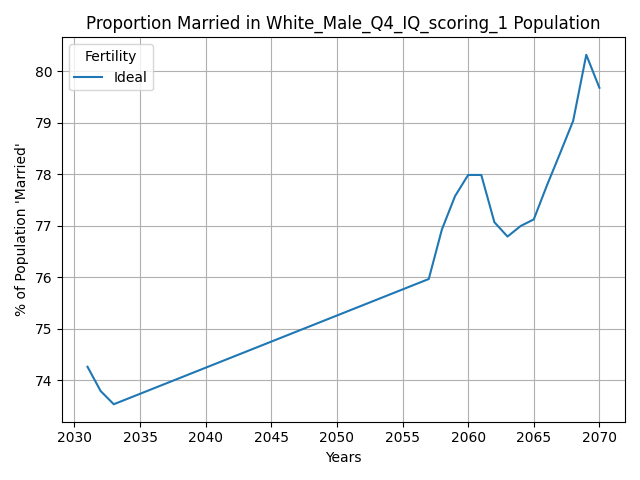 Proportion Married in White_Male_Q4_IQ_scoring_1 Population
Fertility
Ideal
% of Population 'Married'
80
79
78
77
76
75
74
2030 2035 2040 2045 2050 2055 2060 2065 2070
Years